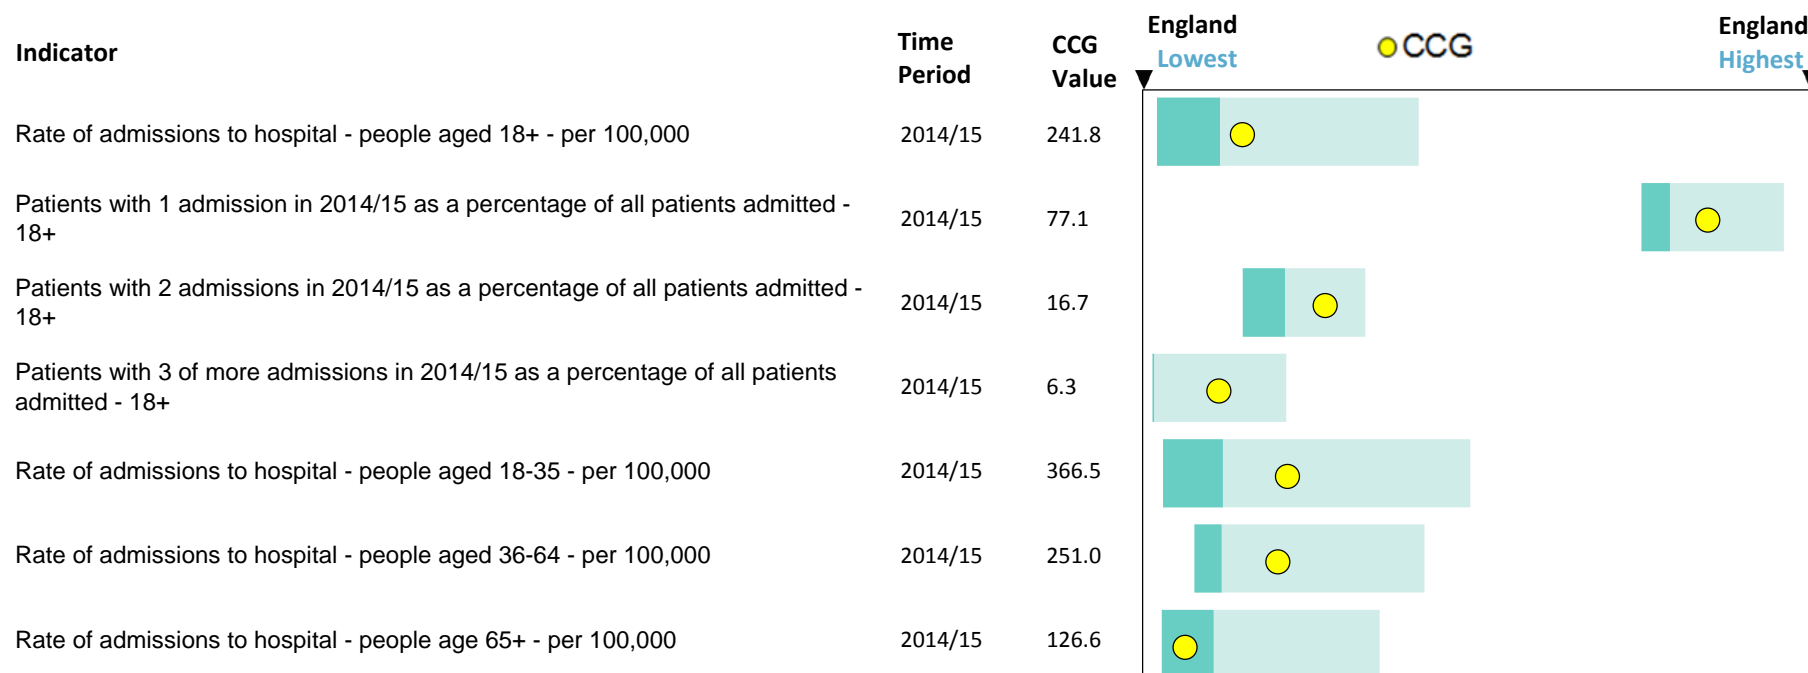 Indicator
Time Period
CCG Value
England Lowest
CCG
England Highest
Rate of admissions to hospital - people aged 18+ - per 100,000
2014/15
241.8
Patients with 1 admission in 2014/15 as a percentage of all patients admitted -
18+
2014/15
77.1
Patients with 2 admissions in 2014/15 as a percentage of all patients admitted -
18+
2014/15
16.7
Patients with 3 of more admissions in 2014/15 as a percentage of all patients
admitted - 18+
2014/15
6.3
Rate of admissions to hospital - people aged 18-35 - per 100,000
2014/15
366.5
Rate of admissions to hospital - people aged 36-64 - per 100,000
2014/15
251.0
Rate of admissions to hospital - people age 65+ - per 100,000
2014/15
126.6